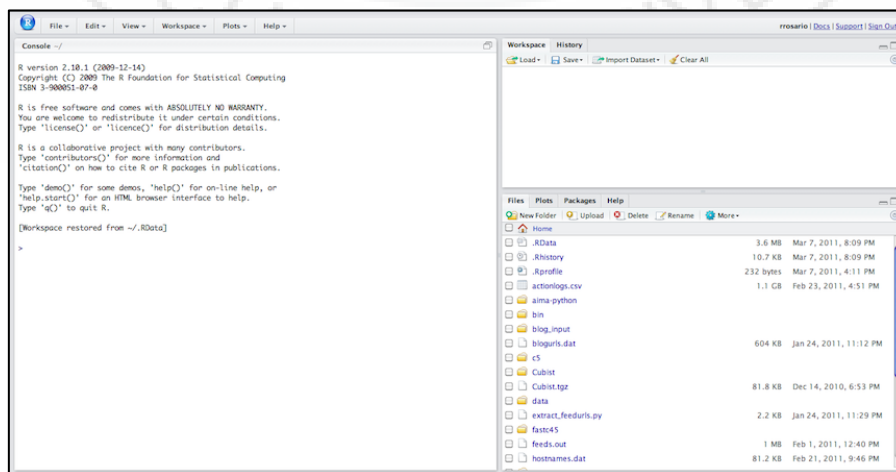 File Edit View Workspace Plots Help
rrosario | Docs | Support | Sign Out
Console ~/
R version 2.10.1 (2009-12-14)
Copyright (C) 2009 The R Foundation for Statistical Computing
ISBN 3-900051-07-0
R is free software and comes with ABSOLUTELY NO WARRANTY.
You are welcome to redistribute it under certain conditions.
Type 'license()' or 'licence()' for distribution details.
R is a collaborative project with many contributors.
Type 'contributors()' for more information and
'citation()' on how to cite R or R packages in publications.
Type 'demo()' for some demos, 'help()' for on-line help, or
'help.start()' for an HTML browser interface to help.
Type 'q()' to quit R.
[Workspace restored from ~/.RData]
>
Workspace History
Load Save Import Dataset Clear All
Files Plots Packages Help
New Folder Upload Delete Rename More
Home
.RData 3.6 MB Mar 7, 2011, 8:09 PM
.Rhistory 10.7 KB Mar 7, 2011, 8:09 PM
.Rprofile 232 bytes Mar 7, 2011, 4:11 PM
actionlogs.csv 1.1 GB Feb 23, 2011, 4:51 PM
aima-python
bin
blog_input
blogurls.dat 604 KB Jan 24, 2011, 11:12 PM
c5
Cubist
Cubist.tgz 81.8 KB Dec 14, 2010, 6:53 PM
data
extract_feedurls.py 2.2 KB Jan 24, 2011, 11:29 PM
fastc45
feeds.out 1 MB Feb 1, 2011, 12:40 PM
hostnames.dat 81.2 KB Feb 21, 2011, 9:46 PM